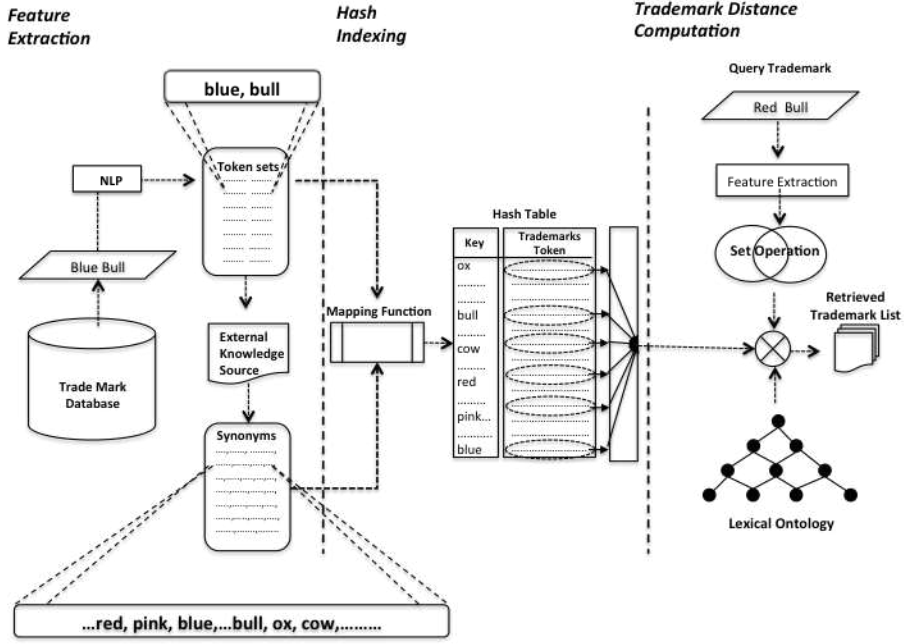 Feature
Extraction
blue, bull
NLP
Token sets
Blue Bull
Trade Mark
Database
External
Knowledge
Source
Synonyms
...red, pink, blue,...bull, ox, cow,.........
Hash
Indexing
Mapping Function
Hash Table
Key
Trademarks
Token
ox
bull
cow
red
pink...
blue
Trademark Distance
Computation
Query Trademark
Red Bull
Feature Extraction
Set Operation
Retrieved
Trademark List
Lexical Ontology